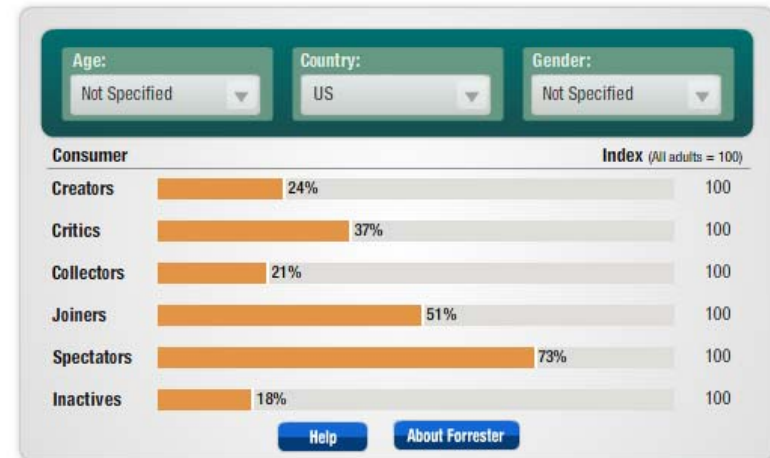 Age: Country: Gender:
Not Specified US Not Specified
Consumer Index (All adults = 100)
Creators 24% 100
Critics 37% 100
Collectors 21% 100
Joiners 51% 100
Spectators 73% 100
Inactives 18% 100
Help About Forrester